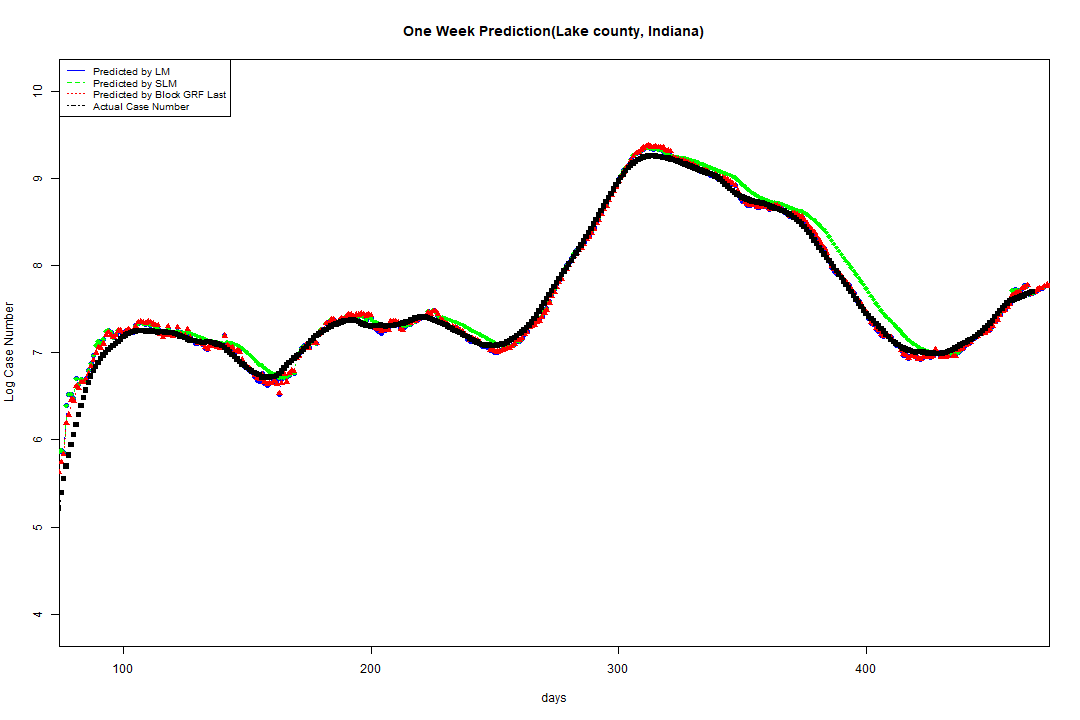 One Week Prediction(Lake county, Indiana)
Predicted by LM
Predicted by SLM
Predicted by Block GRF Last
Actual Case Number
10
9
8
7
6
5
4
Log Case Number
100 200 300 400
days